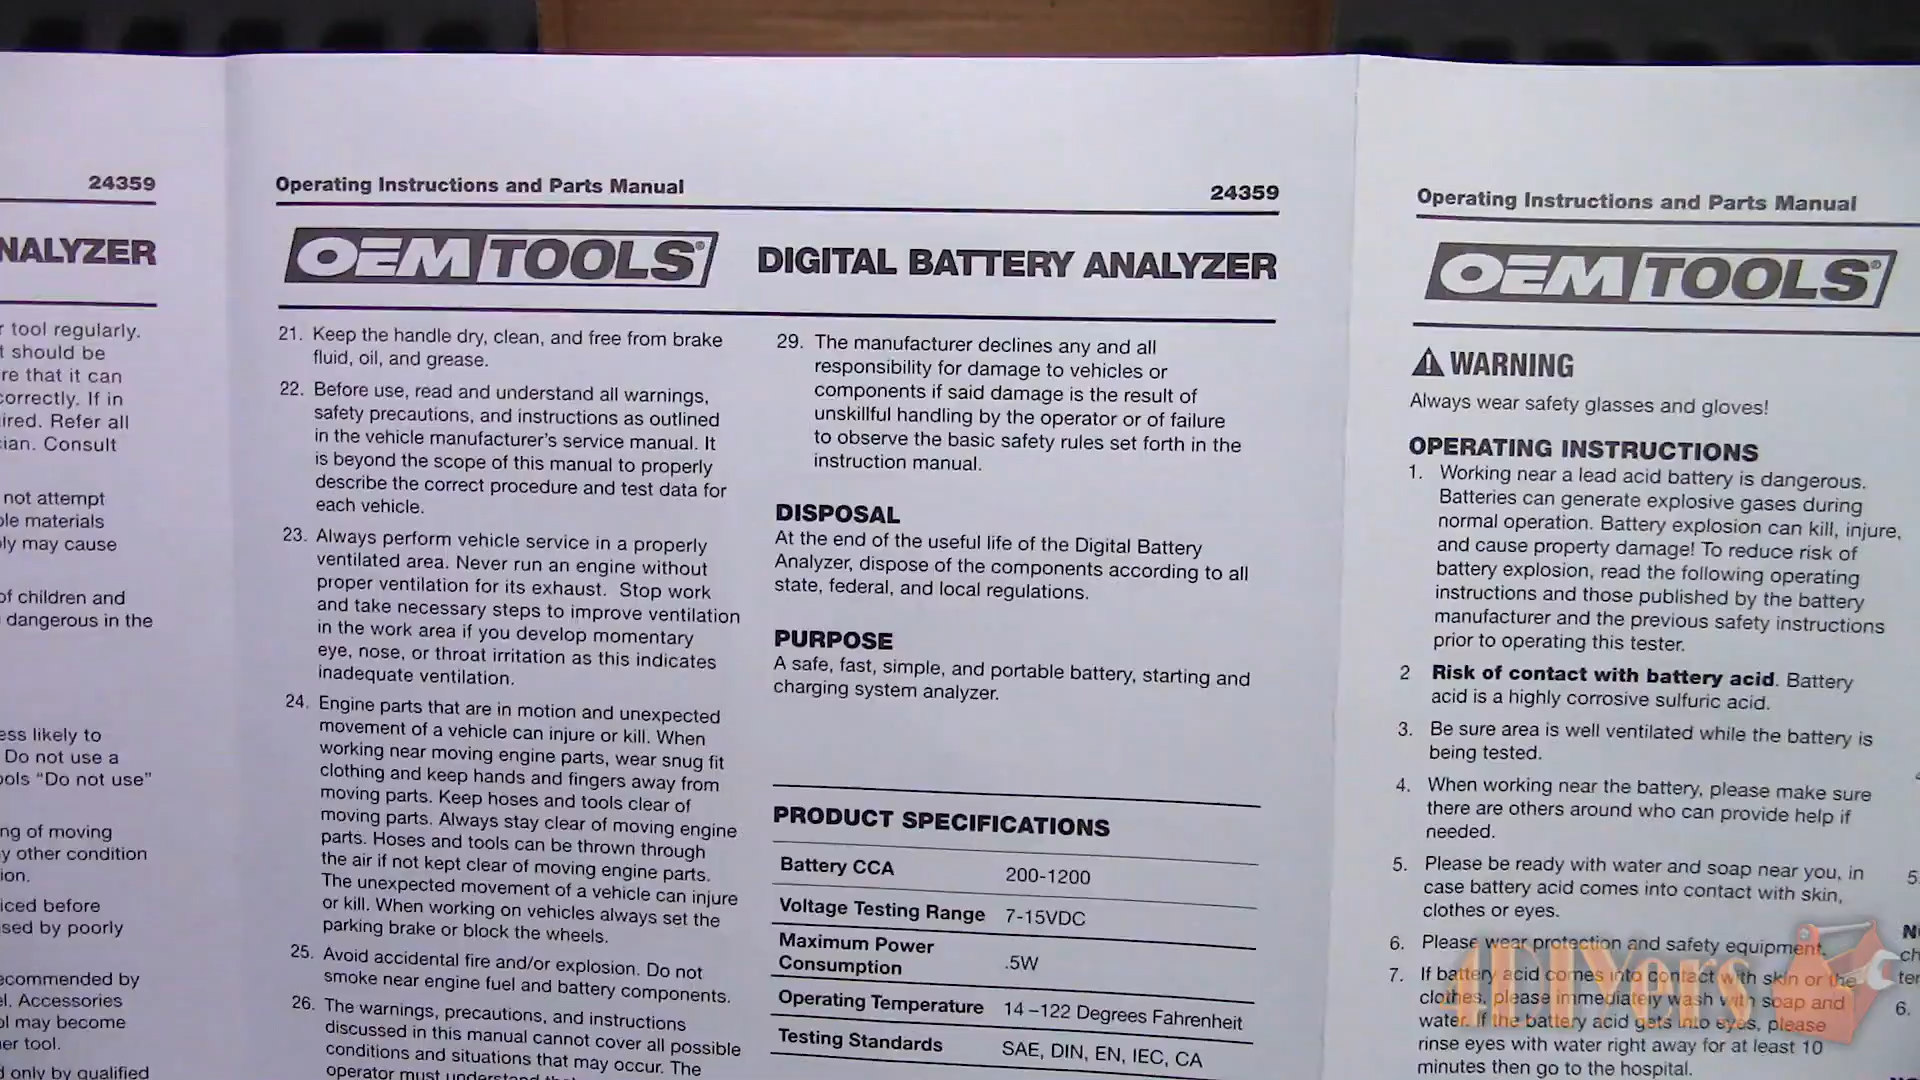 24359
NALYZER
tool regularly.
should be
re that it can
correctly. If in
ired. Refer all
ian. Consult
not attempt
ble materials
ly may cause
of children and
dangerous in the
ess likely to
Do not use a
ools “Do not use”
ng of moving
y other condition
ion.
iced before
sed by poorly
ecommended by
el. Accessories
ol may become
er tool.
d only by qualified
Operating Instructions and Parts Manual
24359
OEMTOOLS®
DIGITAL BATTERY ANALYZER
21. Keep the handle dry, clean, and free from brake
fluid, oil, and grease.
22. Before use, read and understand all warnings,
safety precautions, and instructions as outlined
in the vehicle manufacturer's service manual. It
is beyond the scope of this manual to properly
describe the correct procedure and test data for
each vehicle.
23. Always perform vehicle service in a properly
ventilated area. Never run an engine without
proper ventilation for its exhaust. Stop work
and take necessary steps to improve ventilation
in the work area if you develop momentary
eye, nose, or throat irritation as this indicates
inadequate ventilation.
24. Engine parts that are in motion and unexpected
movement of a vehicle can injure or kill. When
working near moving engine parts, wear snug fit
clothing and keep hands and fingers away from
moving parts. Keep hoses and tools clear of
moving parts. Always stay clear of moving engine
parts. Hoses and tools can be thrown through
the air if not kept clear of moving engine parts.
The unexpected movement of a vehicle can injure
or kill. When working on vehicles always set the
parking brake or block the wheels.
25. Avoid accidental fire and/or explosion. Do not
smoke near engine fuel and battery components.
26. The warnings, precautions, and instructions
discussed in this manual cannot cover all possible
conditions and situations that may occur. The
operator must understand
29. The manufacturer declines any and all
responsibility for damage to vehicles or
components if said damage is the result of
unskillful handling by the operator or of failure
to observe the basic safety rules set forth in the
instruction manual.
DISPOSAL
At the end of the useful life of the Digital Battery
Analyzer, dispose of the components according to all
state, federal, and local regulations.
PURPOSE
A safe, fast, simple, and portable battery, starting and
charging system analyzer.
PRODUCT SPECIFICATIONS
Battery CCA 200-1200
Voltage Testing Range 7-15VDC
Maximum Power
Consumption .5W
Operating Temperature 14 –122 Degrees Fahrenheit
Testing Standards SAE, DIN, EN, IEC, CA
Operating Instructions and Parts Manual
OEMTOOLS®
WARNING
Always wear safety glasses and gloves!
OPERATING INSTRUCTIONS
1. Working near a lead acid battery is dangerous.
Batteries can generate explosive gases during
normal operation. Battery explosion can kill, injure,
and cause property damage! To reduce risk of
battery explosion, read the following operating
instructions and those published by the battery
manufacturer and the previous safety instructions
prior to operating this tester.
2 Risk of contact with battery acid. Battery
acid is a highly corrosive sulfuric acid.
3. Be sure area is well ventilated while the battery is
being tested.
4. When working near the battery, please make sure
there are others around who can provide help if
needed.
5. Please be ready with water and soap near you, in
case battery acid comes into contact with skin,
clothes or eyes.
6. Please wear protection and safety equipment.
7. If battery acid comes into contact with skin or the
clothes, please immediately wash with soap and
water. If the battery acid gets into eyes, please
rinse eyes with water right away for at least 10
minutes then go to the hospital.
5.
6.
4DIYers